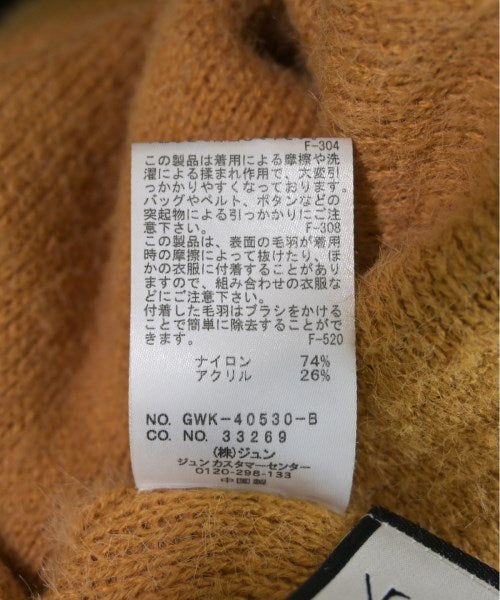 F-304
この製品は着用による摩擦や洗
濯による揉まれ作用で、大変引
っかかりやすくなっております。
バッグやベルト、ボタンなどの
突起物による引っかかりにご注
意下さい。 F-308
この製品は、表面の毛羽が着用
時の摩擦によって抜けたり、ほ
かの衣服に付着することがあり
ますので、組み合わせの衣服な
どにご注意下さい。
付着した毛羽はブラシをかける
ことで簡単に除去することがで
きます。 F-520
ナイロン 74%
アクリル 26%
NO. GWK-40530-B
CO. NO. 33269
(株)ジュン
ジュンカスタマーセンター
0120-298-133
中国製